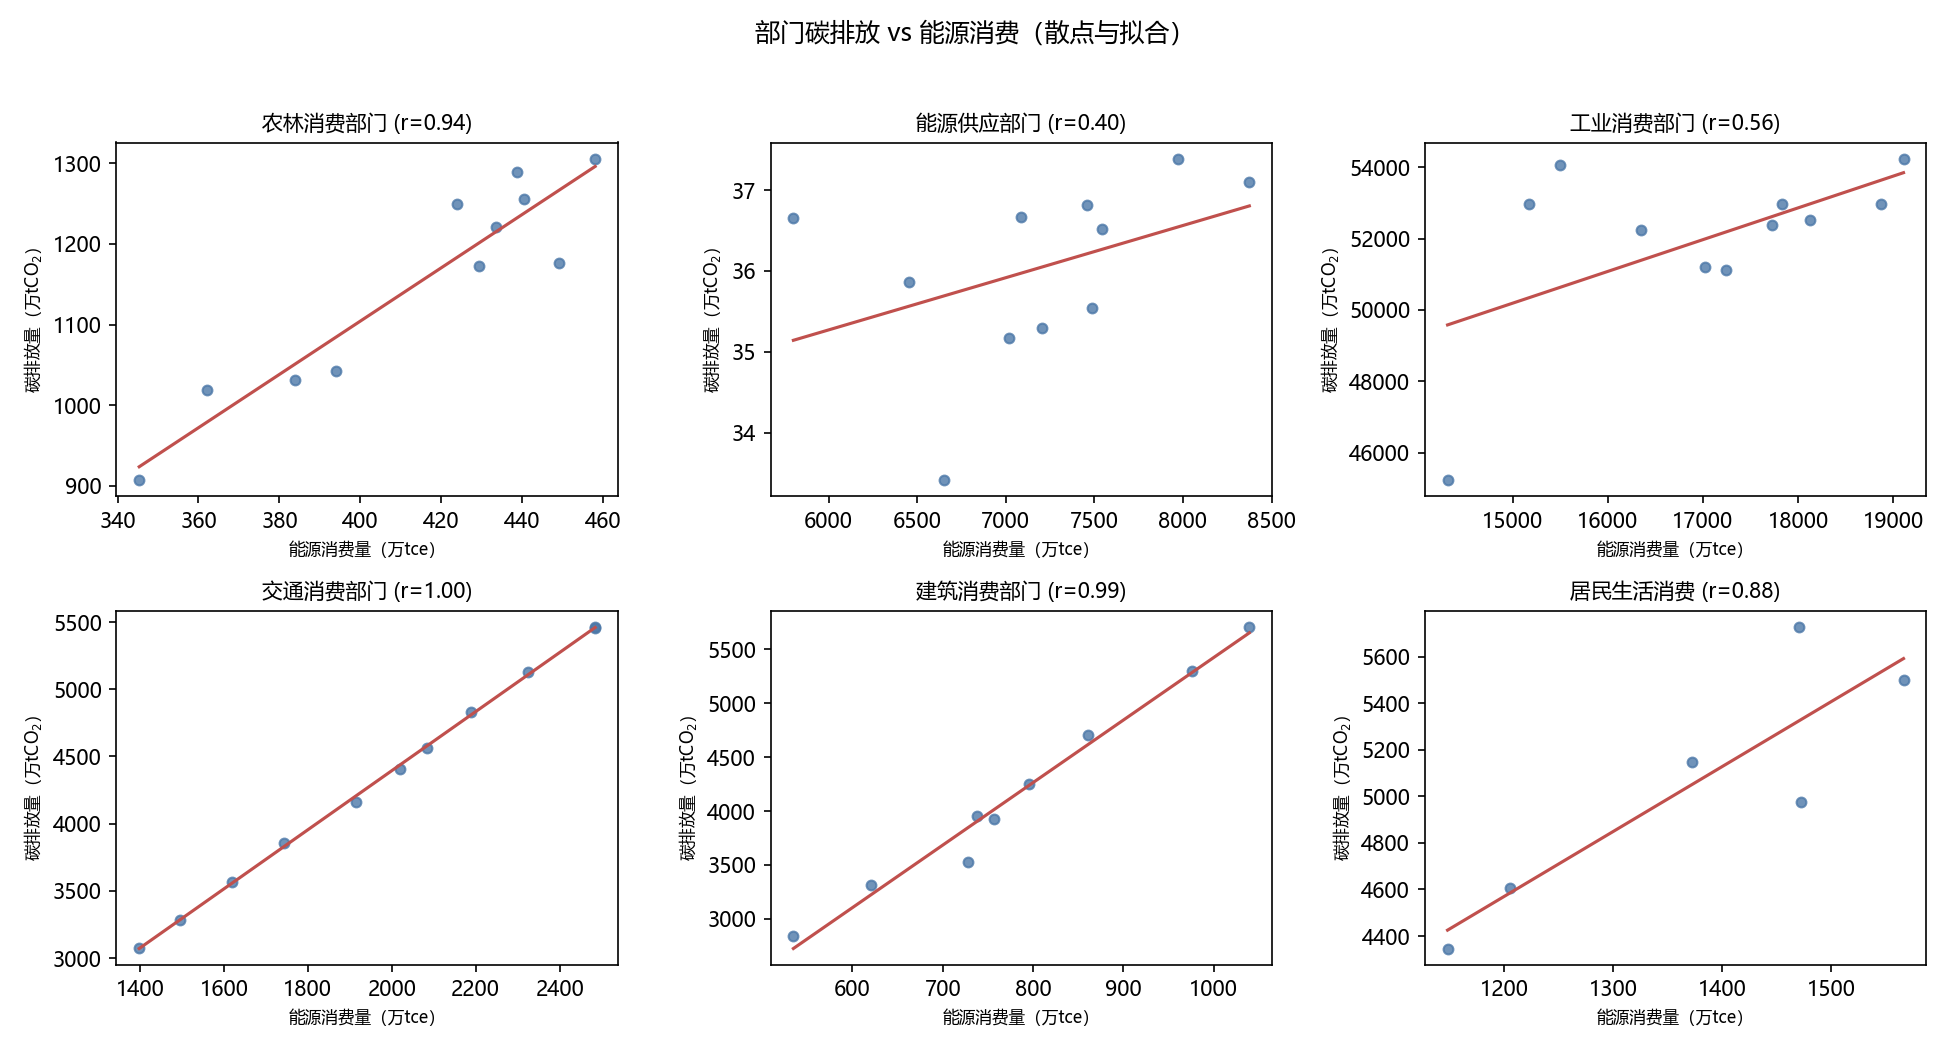 部门碳排放 vs 能源消费（散点与拟合）
农林消费部门 (r=0.94)
碳排放量（万tCO₂）
1300
1200
1100
1000
900
340 360 380 400 420 440 460
能源消费量（万tce）
能源供应部门 (r=0.40)
碳排放量（万tCO₂）
37
36
35
34
6000 6500 7000 7500 8000 8500
能源消费量（万tce）
工业消费部门 (r=0.56)
碳排放量（万tCO₂）
54000
52000
50000
48000
46000
15000 16000 17000 18000 19000
能源消费量（万tce）
交通消费部门 (r=1.00)
碳排放量（万tCO₂）
5500
5000
4500
4000
3500
3000
1400 1600 1800 2000 2200 2400
能源消费量（万tce）
建筑消费部门 (r=0.99)
碳排放量（万tCO₂）
5500
5000
4500
4000
3500
3000
600 700 800 900 1000
能源消费量（万tce）
居民生活消费 (r=0.88)
碳排放量（万tCO₂）
5600
5400
5200
5000
4800
4600
4400
1200 1300 1400 1500
能源消费量（万tce）